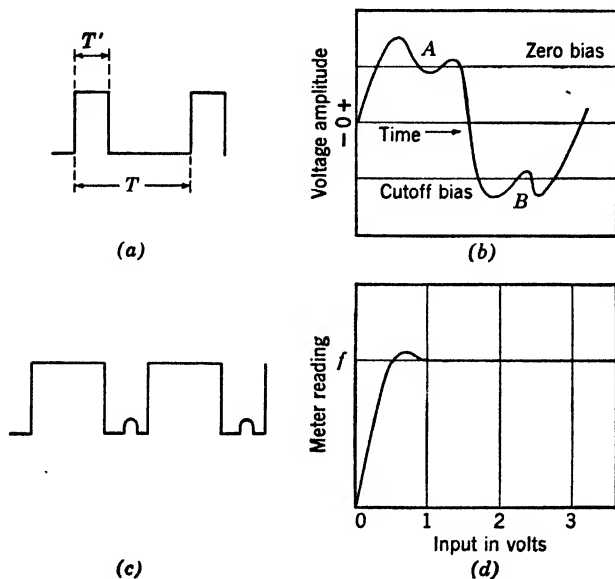 T'
T
(a)
Voltage amplitude
- 0 +
A
Zero bias
Time
Cutoff bias
B
(b)
(c)
Meter reading
f
0 1 2 3
Input in volts
(d)